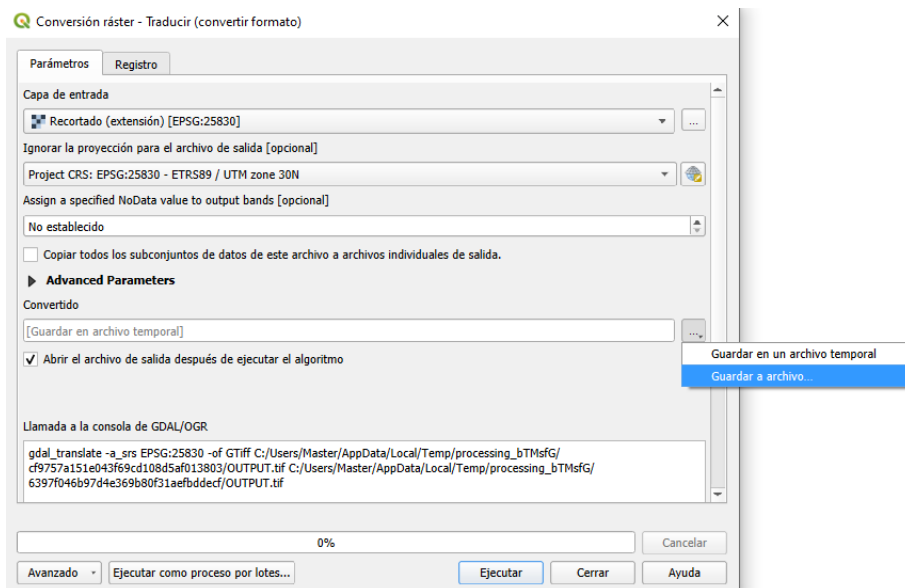 Conversión ráster - Traducir (convertir formato)
Parámetros
Registro
Capa de entrada
Recortado (extensión) [EPSG:25830]
...
Ignorar la proyección para el archivo de salida [opcional]
Project CRS: EPSG:25830 - ETRS89 / UTM zone 30N
Assign a specified NoData value to output bands [opcional]
No establecido
Copiar todos los subconjuntos de datos de este archivo a archivos individuales de salida.
Advanced Parameters
Convertido
[Guardar en archivo temporal]
...
Guardar en un archivo temporal
Guardar a archivo...
Abrir el archivo de salida después de ejecutar el algoritmo
Llamada a la consola de GDAL/OGR
gdal_translate -a_srs EPSG:25830 -of GTiff C:/Users/Master/AppData/Local/Temp/processing_bTMsfG/
cf9757a151e043f69cd108d5af013803/OUTPUT.tif C:/Users/Master/AppData/Local/Temp/processing_bTMsfG/
6397f046b97d4e369b80f31aefbddecf/OUTPUT.tif
0%
Cancelar
Avanzado
Ejecutar como proceso por lotes...
Ejecutar
Cerrar
Ayuda